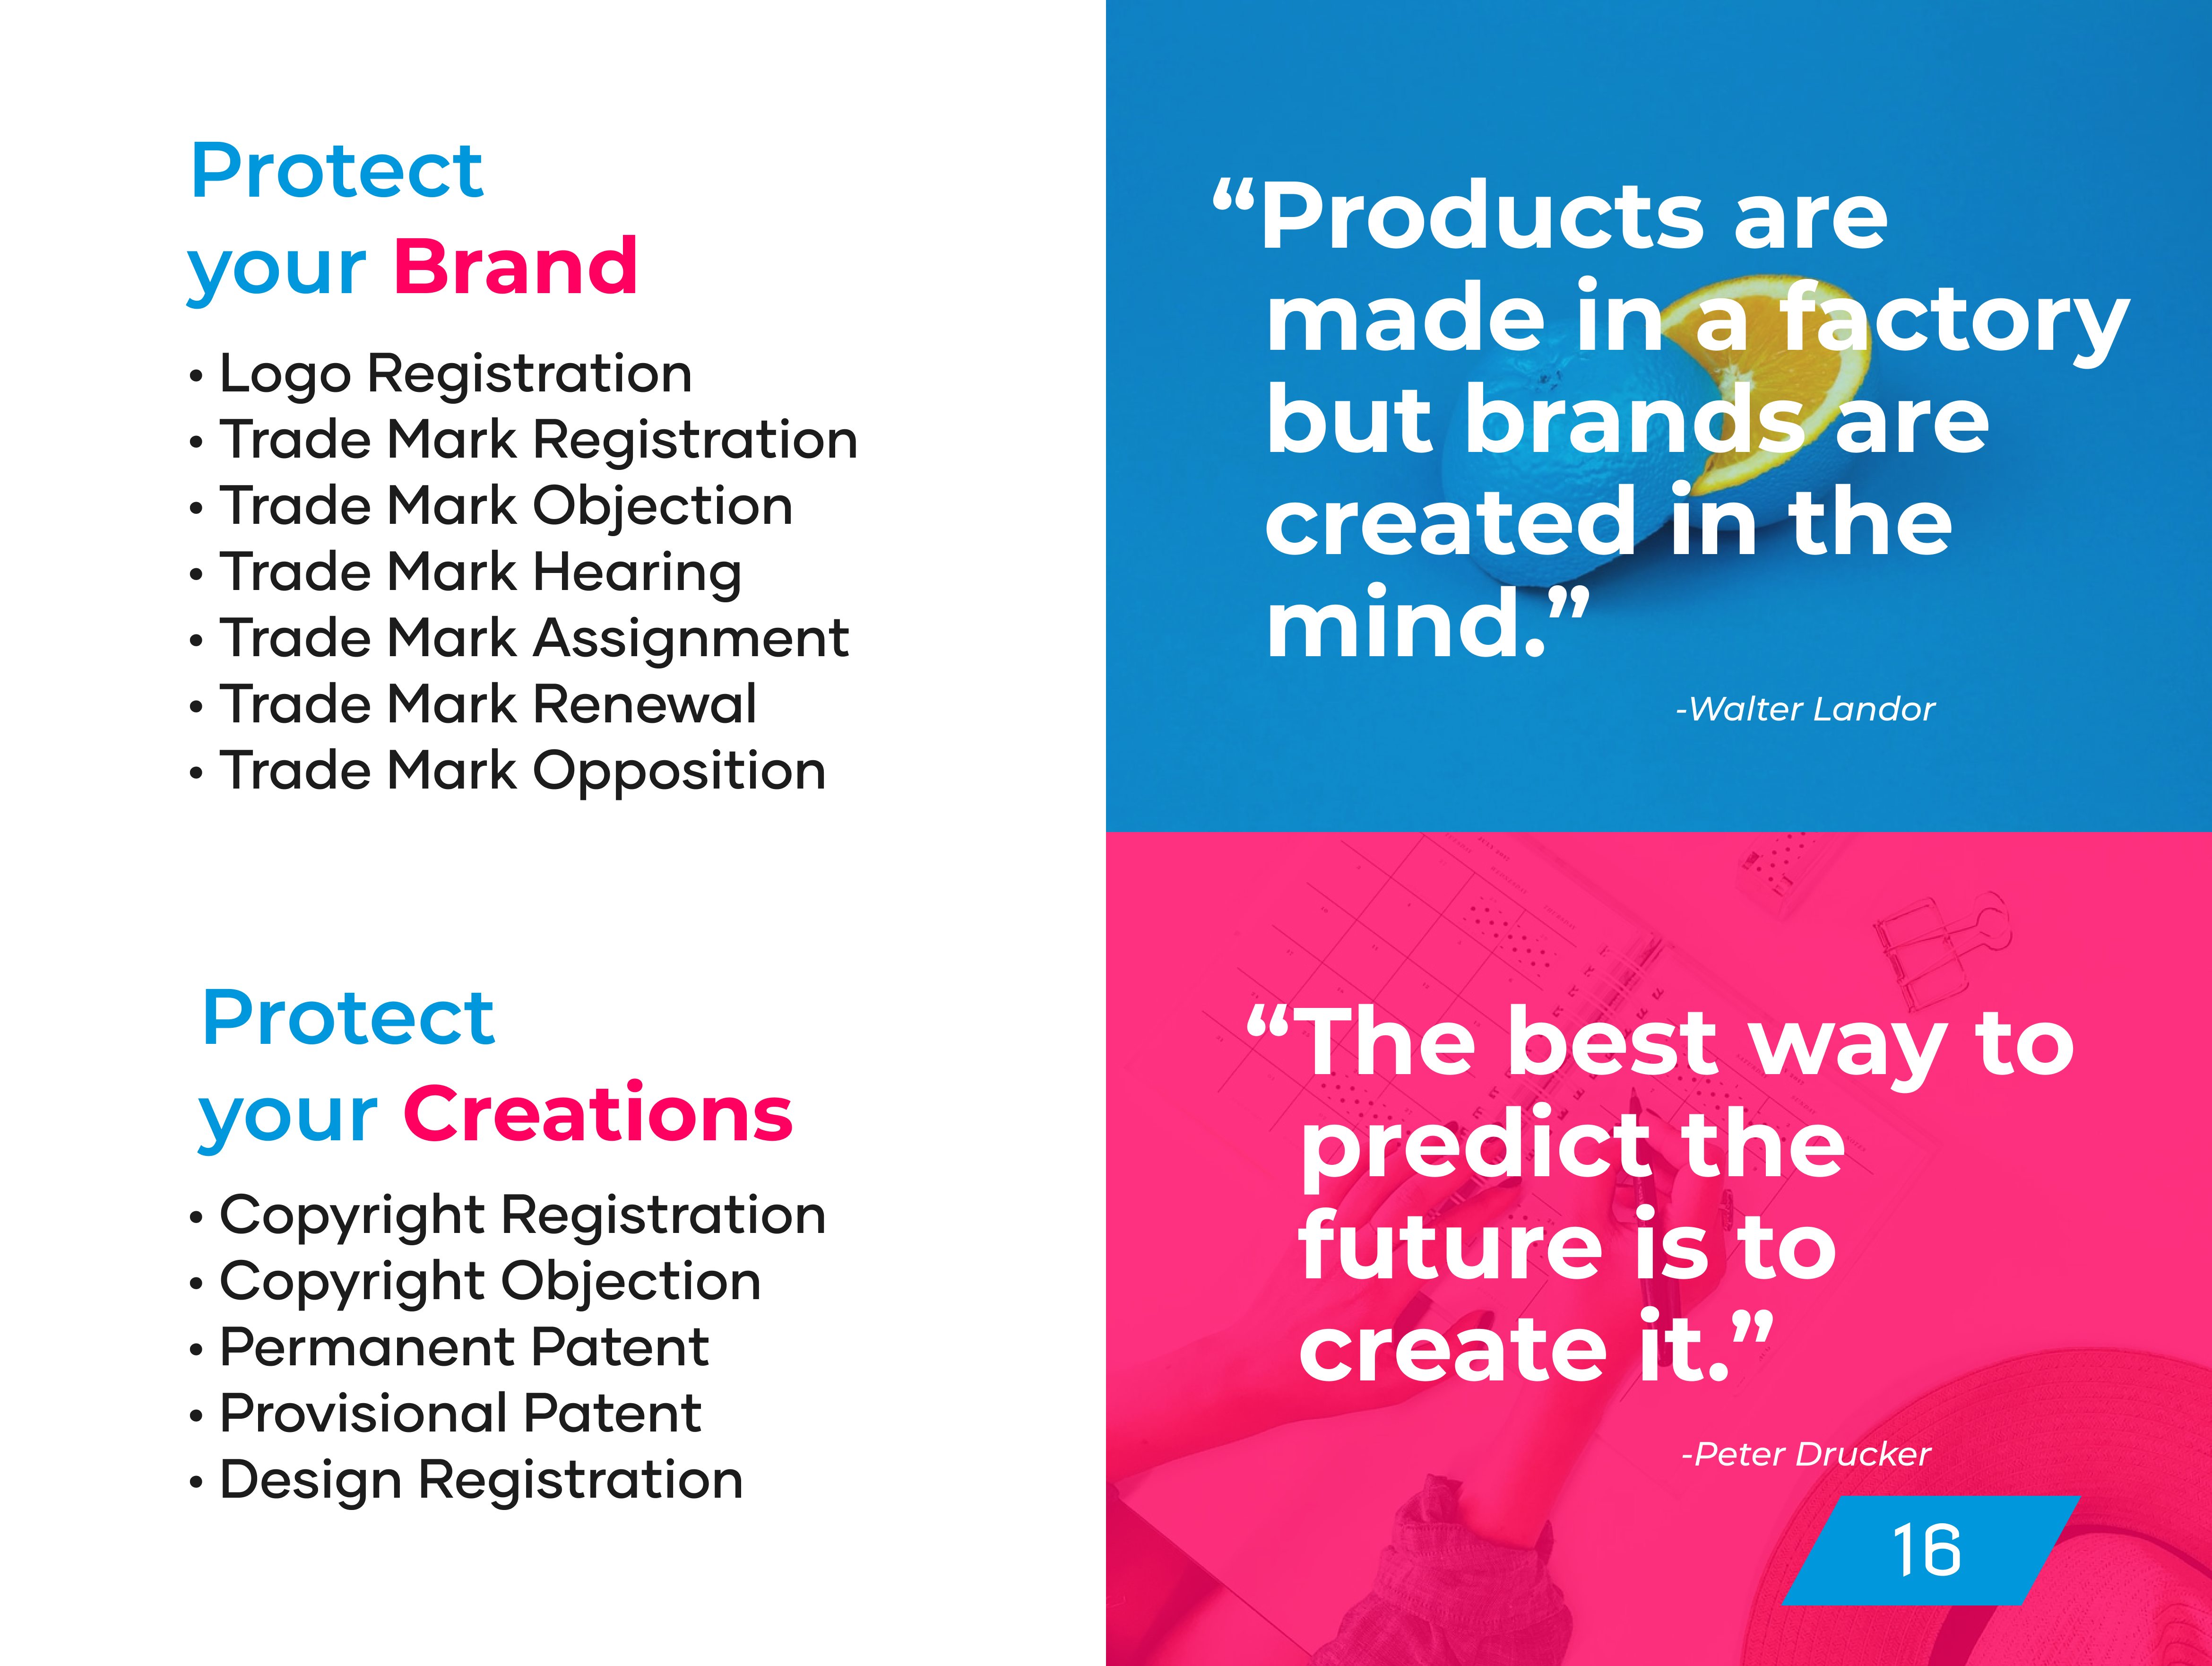 Protect
your Brand
• Logo Registration
• Trade Mark Registration
• Trade Mark Objection
• Trade Mark Hearing
• Trade Mark Assignment
• Trade Mark Renewal
• Trade Mark Opposition
Protect
your Creations
• Copyright Registration
• Copyright Objection
• Permanent Patent
• Provisional Patent
• Design Registration
“Products are
made in a factory
but brands are
created in the
mind.”
-Walter Landor
“The best way to
predict the
future is to
create it.”
-Peter Drucker
16